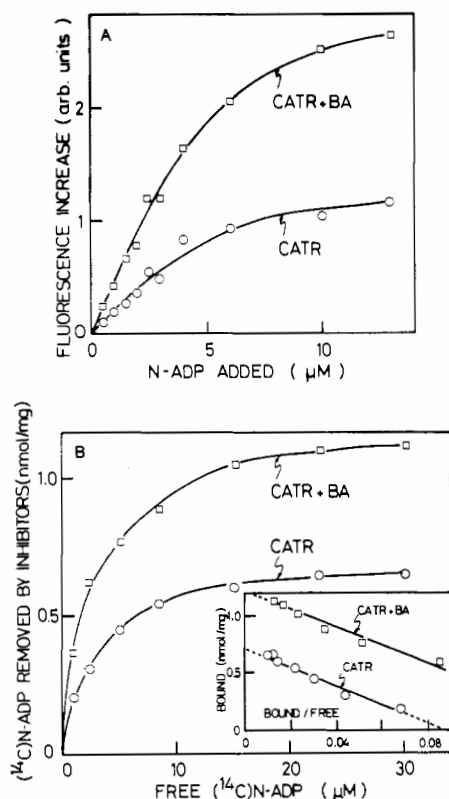 A
FLUORESCENCE INCREASE (arb. units)
2
1
0
CATR+BA
CATR
0 5 10
N-ADP ADDED (μM)
B
(14C)N-ADP REMOVED BY INHIBITORS (nmol/mg)
1.0
0.5
0
CATR + BA
CATR
BOUND (nmol/mg)
1.0
0.5
0
CATR+BA
CATR
BOUND / FREE
0 0.04 0.08
0 10 20 30
FREE (14C)N-ADP (μM)